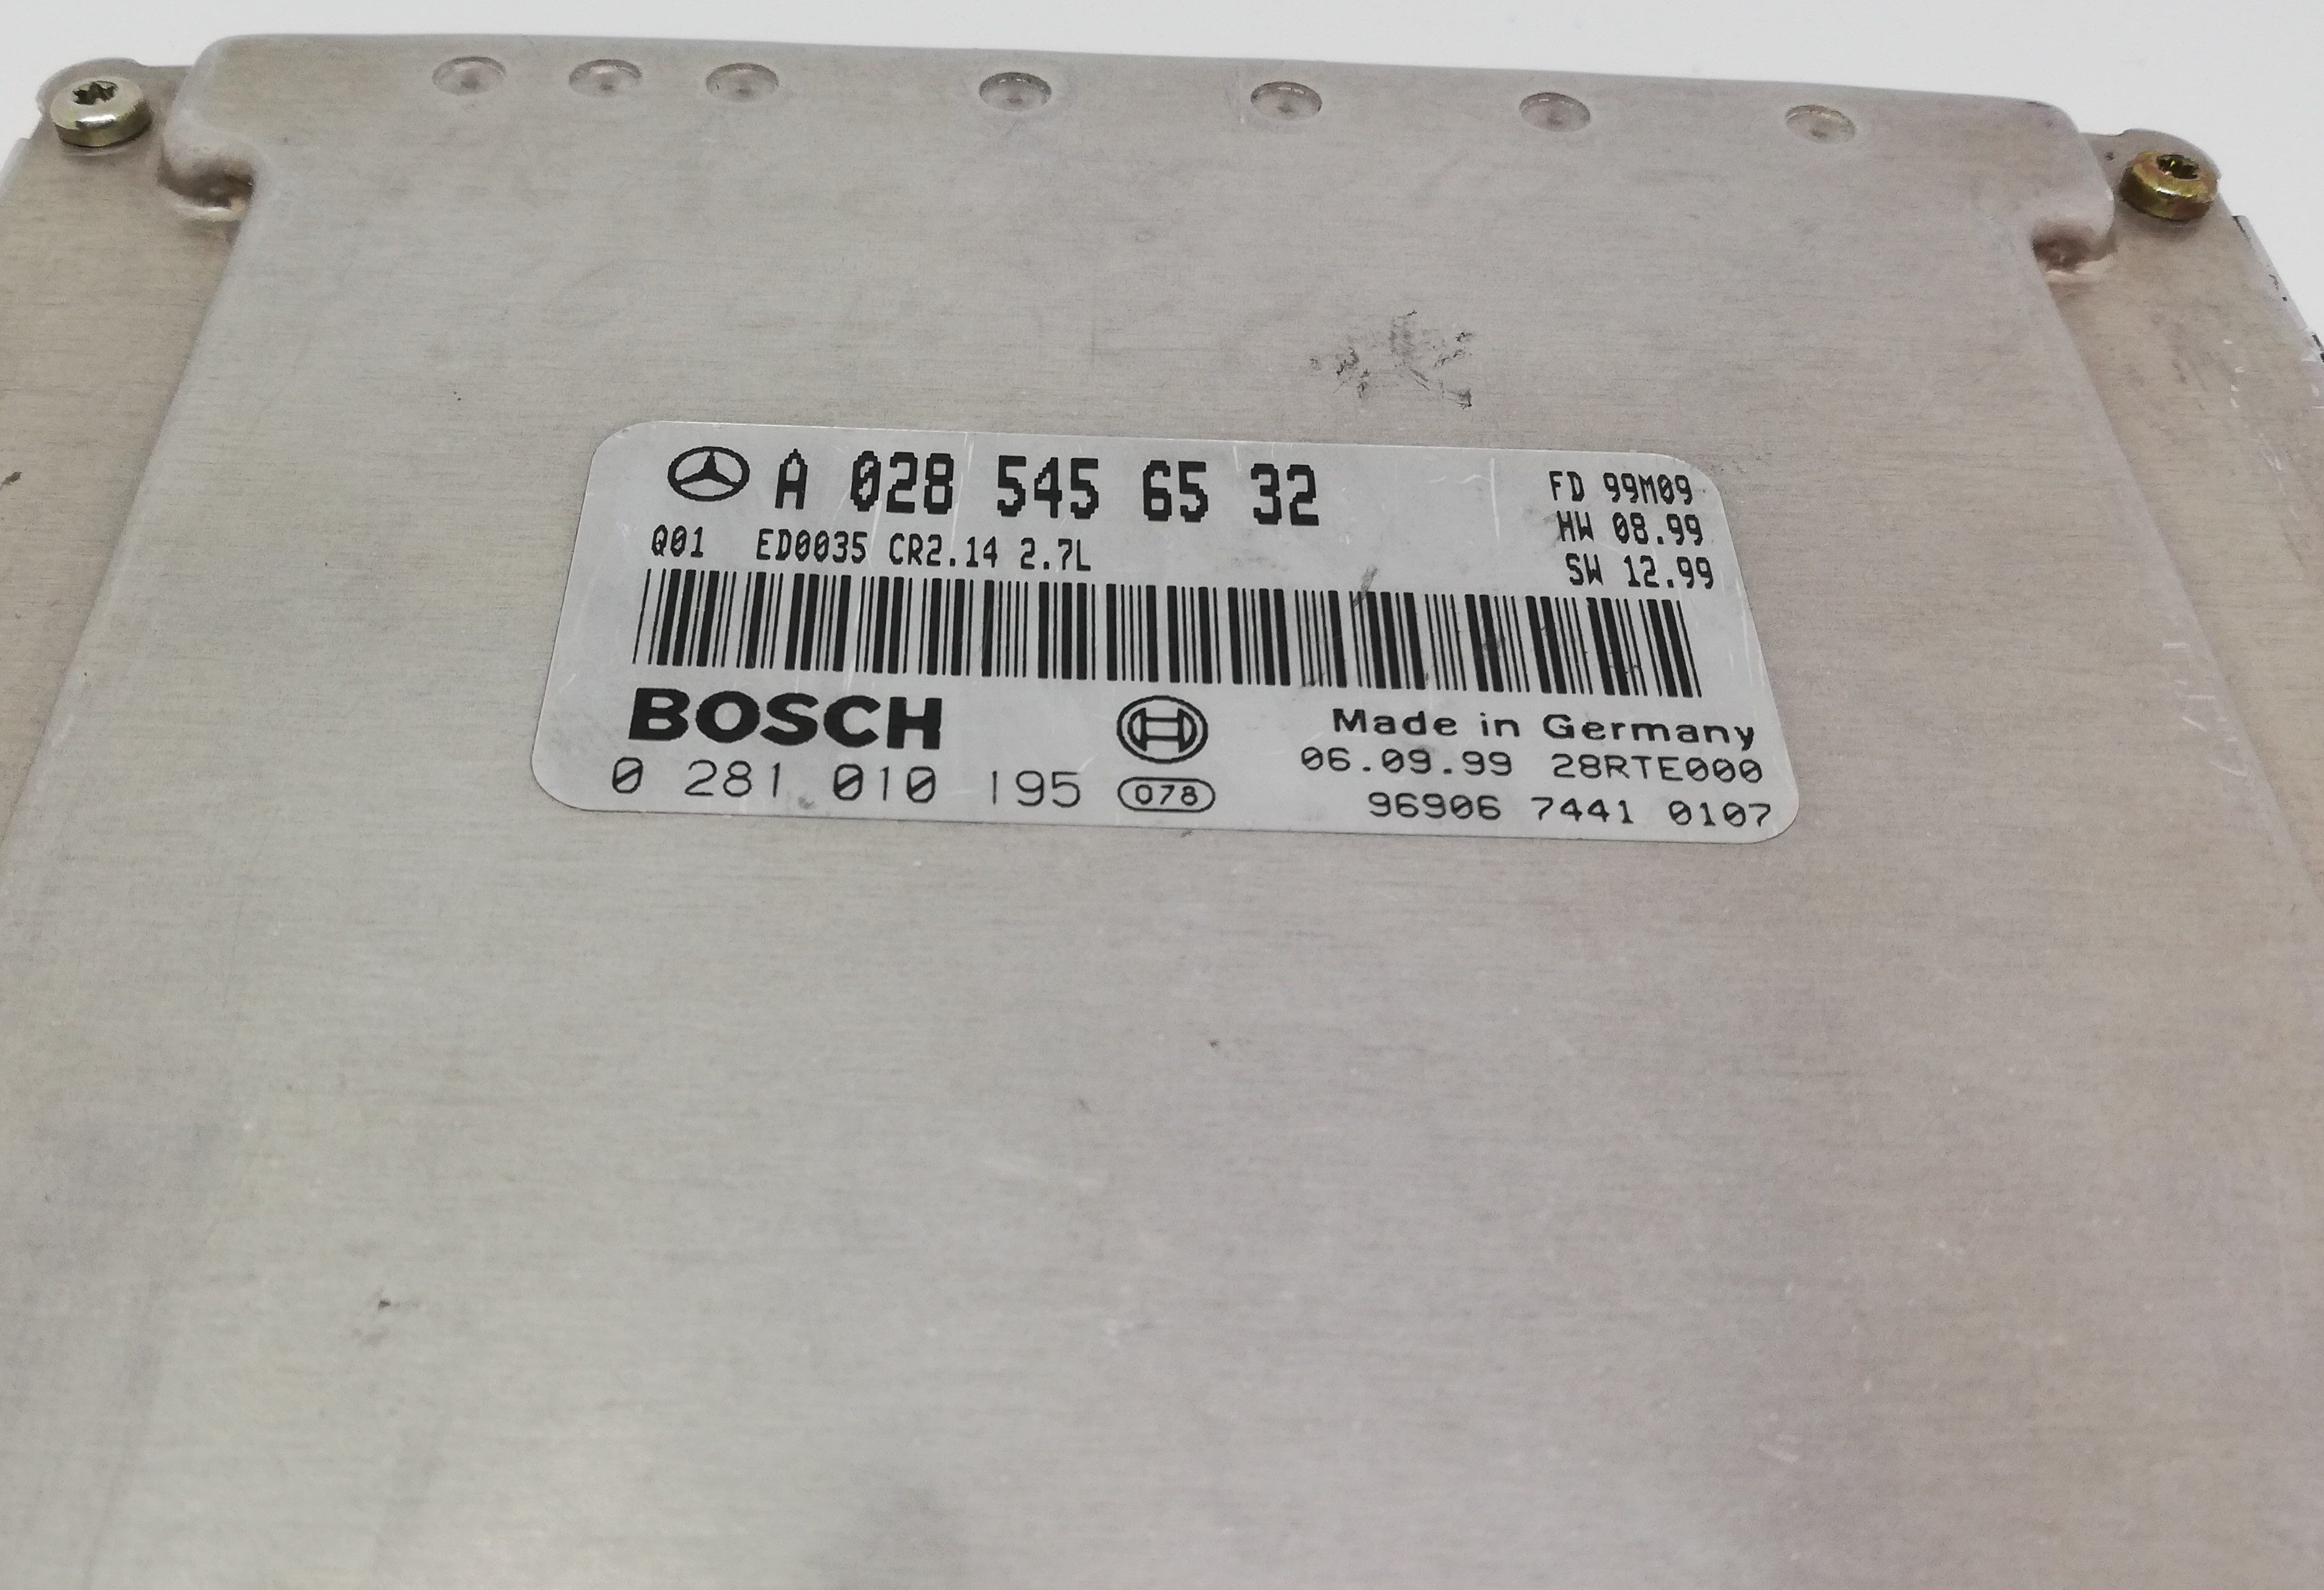 A 028 545 65 32
FD 99M09
HW 08.99
Q01 ED0035 CR2.14 2.7L
SW 12.99
BOSCH
Made in Germany
06.09.99 28RTE000
0 281 010 195 078
96906 7441 0107